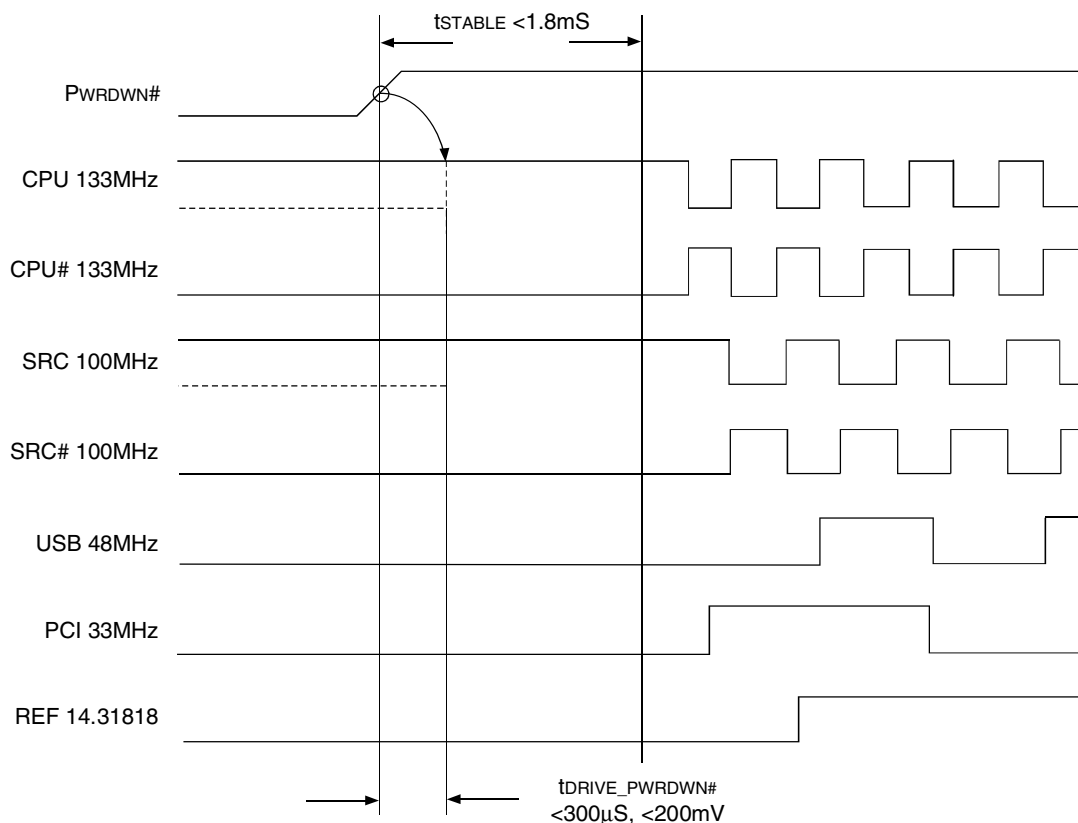 tSTABLE <1.8mS
PWRDWN#
CPU 133MHz
CPU# 133MHz
SRC 100MHz
SRC# 100MHz
USB 48MHz
PCI 33MHz
REF 14.31818
tDRIVE_PWRDWN#
<300µS, <200mV